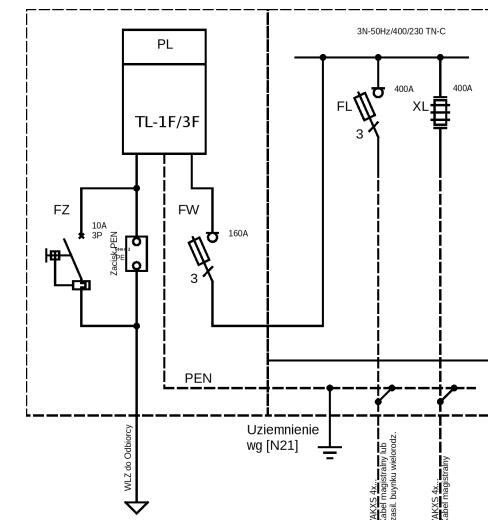 3N-50Hz/400/230 TN-C
PL
TL-1F/3F
FL
400A
3
XL
400A
FZ
10A
3P
Zacisk PEN
FW
160A
3
PEN
Uziemnienie
wg [N21]
WLZ do Odbiorcy
YAKXS 4x...
kabel magistralny lub
zasil. buynku wielorodz.
YAKXS 4x...
kabel magistralny